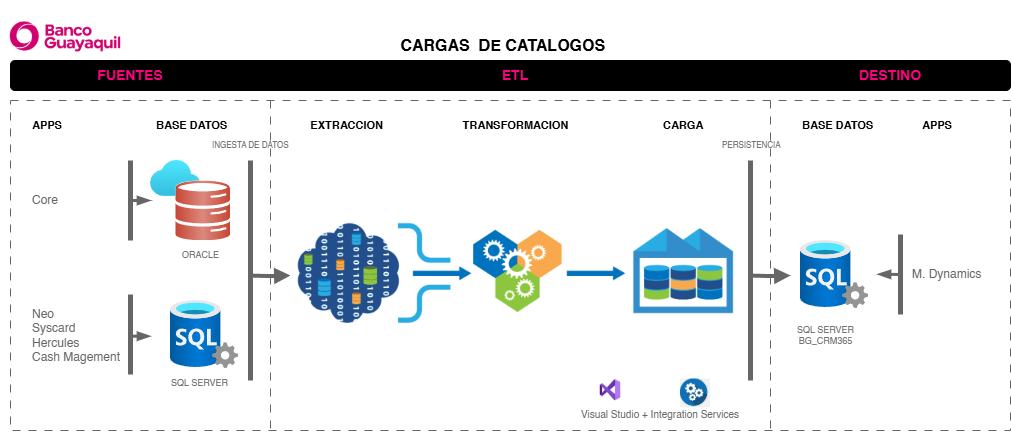 Banco
Guayaquil
CARGAS DE CATALOGOS
FUENTES
ETL
DESTINO
APPS
BASE DATOS
EXTRACCION
TRANSFORMACION
CARGA
BASE DATOS
APPS
INGESTA DE DATOS
PERSISTENCIA
Core
ORACLE
Neo
Syscard
Hercules
Cash Magement
SQL
SQL SERVER
SQL
SQL SERVER
BG_CRM365
M. Dynamics
Visual Studio + Integration Services